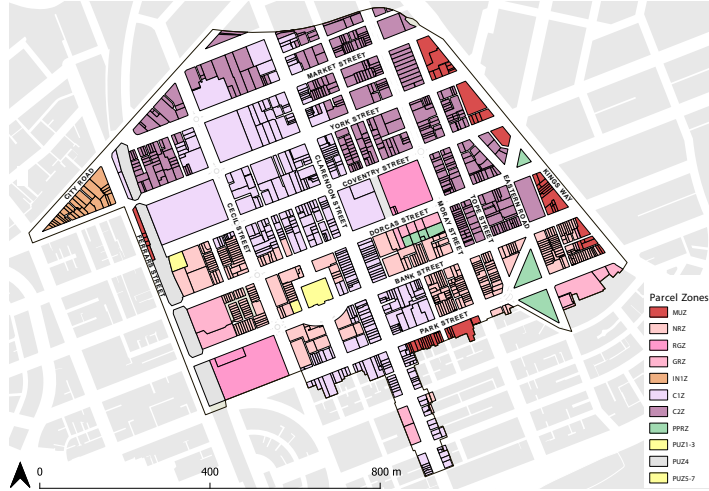 MARKET STREET
YORK STREET
CITY ROAD
CLARENDON STREET
COVENTRY STREET
KINGS WAY
CECIL STREET
EASTERN ROAD
TOPE STREET
MORAY STREET
DORCAS STREET
FERRARS STREET
BANK STREET
PARK STREET
Parcel Zones
MUZ
NRZ
RGZ
GRZ
IN1Z
C1Z
C2Z
PPRZ
PUZ1-3
PUZ4
PUZ5-7
0 400 800 m